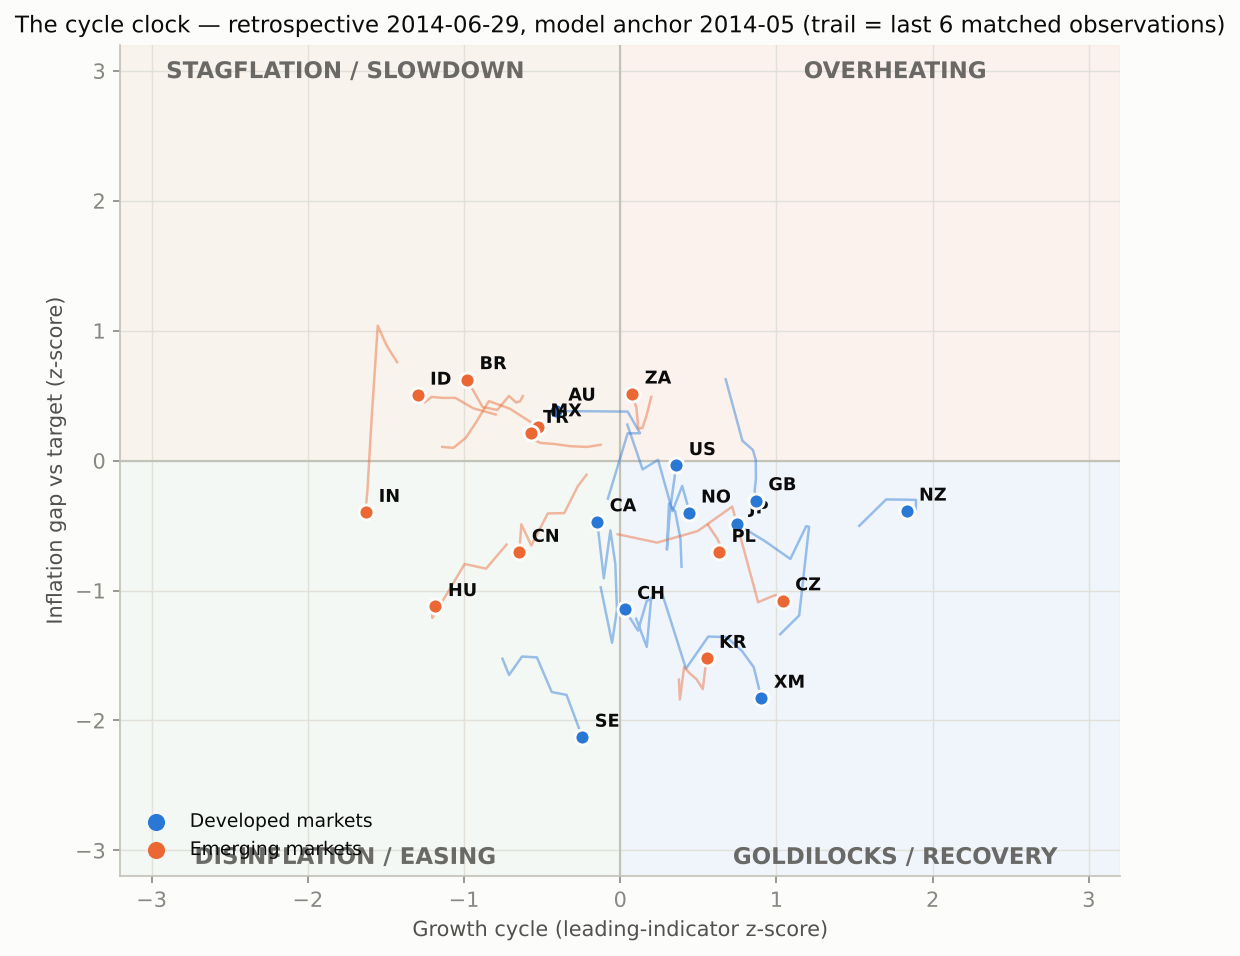 The cycle clock — retrospective 2014-06-29, model anchor 2014-05 (trail = last 6 matched observations)
STAGFLATION / SLOWDOWN
OVERHEATING
3
2
1
0
−1
−2
−3
Inflation gap vs target (z-score)
BR
ID
ZA
AU
MX
TR
US
IN
GB
NZ
NO
CA
JP
CN
PL
CZ
HU
CH
KR
XM
SE
Developed markets
Emerging markets
DISINFLATION / EASING
GOLDILOCKS / RECOVERY
−3
−2
−1
0
1
2
3
Growth cycle (leading-indicator z-score)